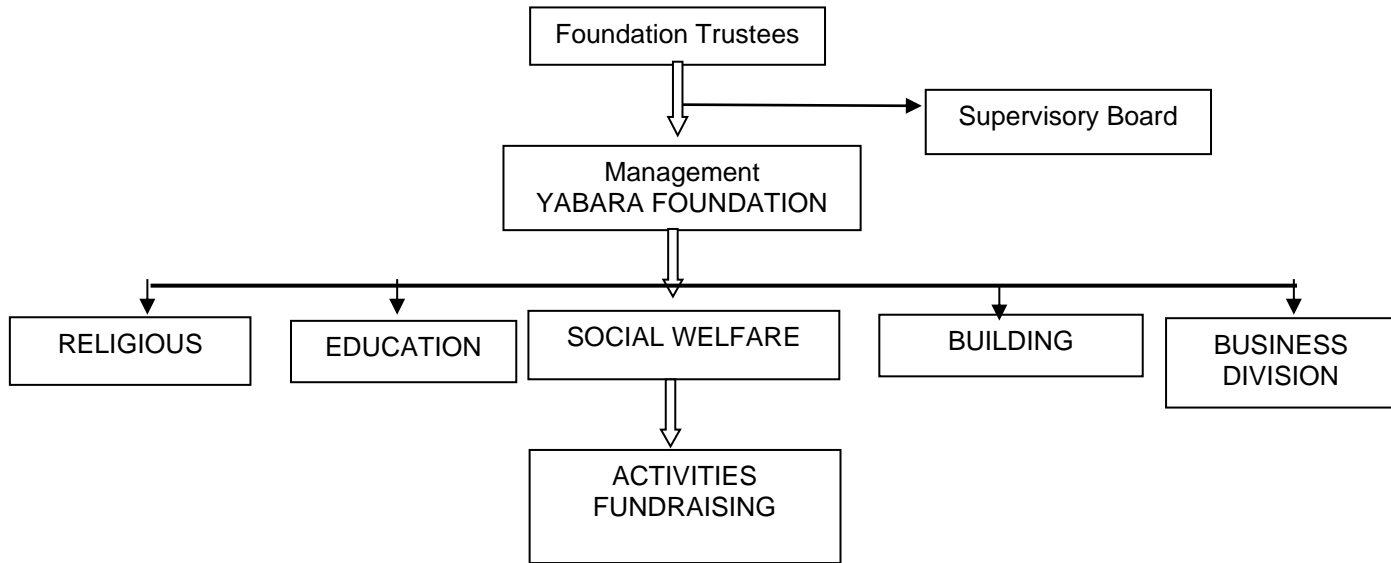 Foundation Trustees
Supervisory Board
Management
YABARA FOUNDATION
RELIGIOUS
EDUCATION
SOCIAL WELFARE
BUILDING
BUSINESS
DIVISION
ACTIVITIES
FUNDRAISING